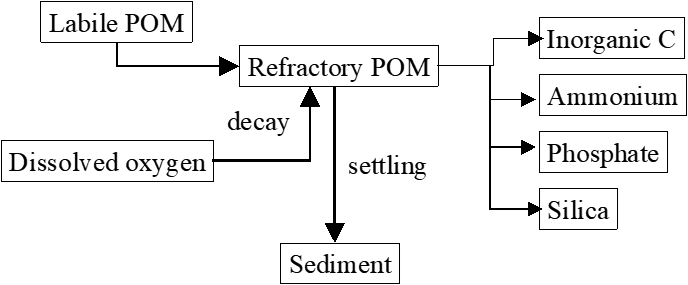 Labile POM
Inorganic C
Refractory POM
Ammonium
decay
Phosphate
Dissolved oxygen
settling
Silica
Sediment